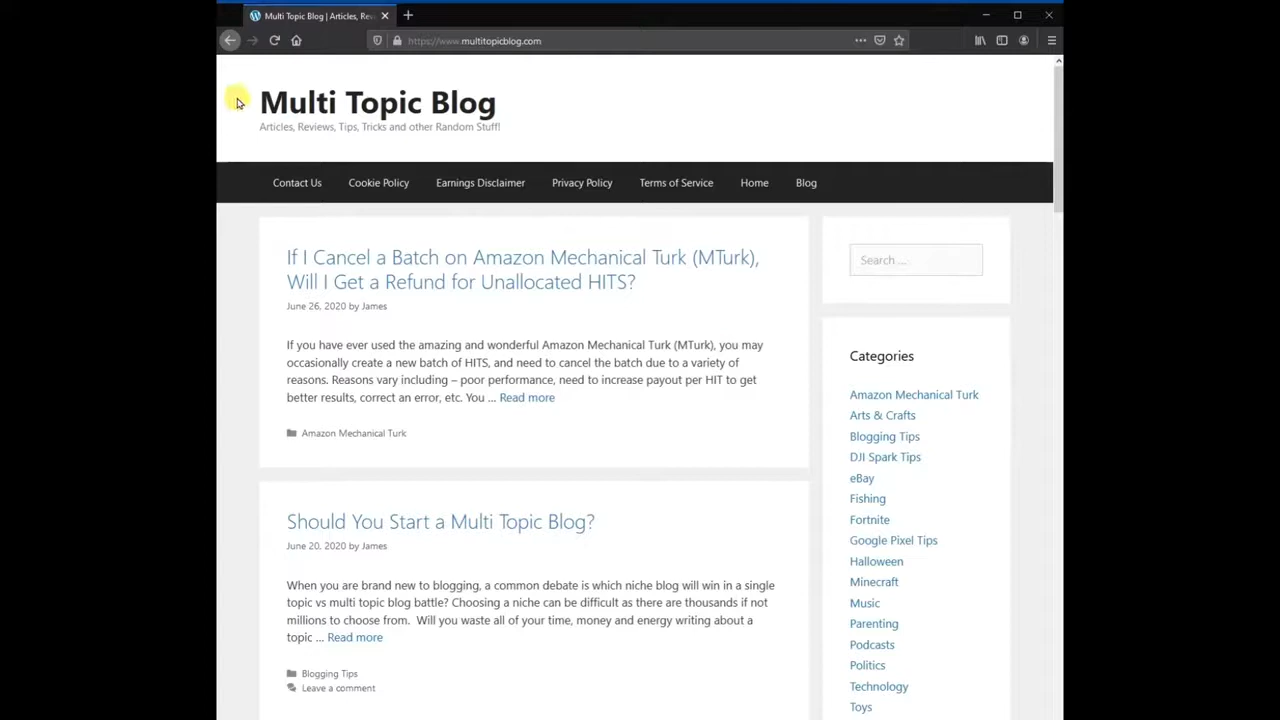 Multi Topic Blog | Articles, Rev
https://www.multitopicblog.com
Multi Topic Blog
Articles, Reviews, Tips, Tricks and other Random Stuff!
Contact Us
Cookie Policy
Earnings Disclaimer
Privacy Policy
Terms of Service
Home
Blog
If I Cancel a Batch on Amazon Mechanical Turk (MTurk),
Will I Get a Refund for Unallocated HITS?
June 26, 2020 by James
If you have ever used the amazing and wonderful Amazon Mechanical Turk (MTurk), you may
occasionally create a new batch of HITS, and need to cancel the batch due to a variety of
reasons. Reasons vary including – poor performance, need to increase payout per HIT to get
better results, correct an error, etc. You ... Read more
Amazon Mechanical Turk
Should You Start a Multi Topic Blog?
June 20, 2020 by James
When you are brand new to blogging, a common debate is which niche blog will win in a single
topic vs multi topic blog battle? Choosing a niche can be difficult as there are thousands if not
millions to choose from.  Will you waste all of your time, money and energy writing about a
topic ... Read more
Blogging Tips
Leave a comment
Search ...
Categories
Amazon Mechanical Turk
Arts & Crafts
Blogging Tips
DJI Spark Tips
eBay
Fishing
Fortnite
Google Pixel Tips
Halloween
Minecraft
Music
Parenting
Podcasts
Politics
Technology
Toys